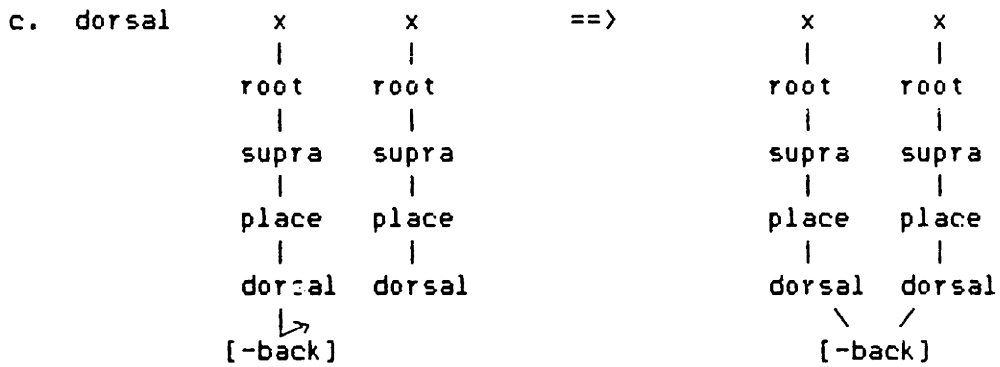 c. dorsal x x ==> x x
| | | |
root root root root
| | | |
supra supra supra supra
| | | |
place place place place
| | | |
dorsal dorsal dorsal dorsal
[-back] [-back]